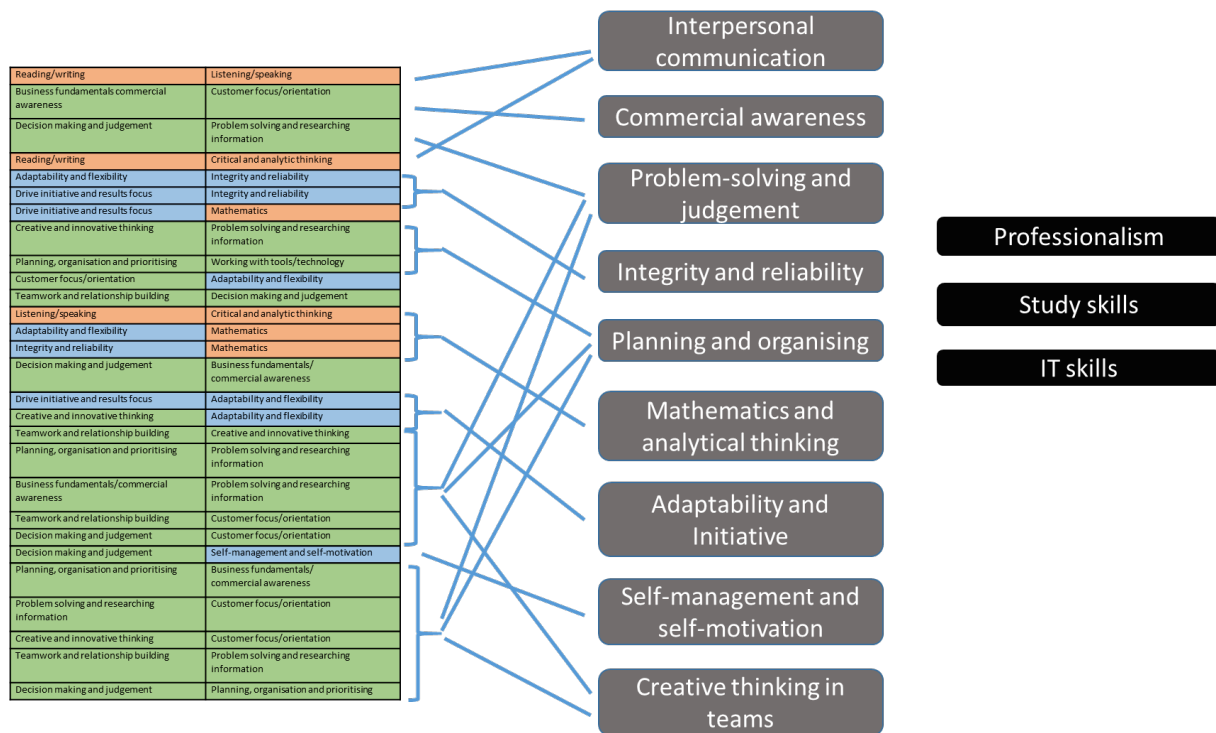 Reading/writing
Listening/speaking
Business fundamentals commercial
awareness
Customer focus/orientation
Decision making and judgement
Problem solving and researching
information
Reading/writing
Critical and analytic thinking
Adaptability and flexibility
Integrity and reliability
Drive initiative and results focus
Integrity and reliability
Drive initiative and results focus
Mathematics
Creative and innovative thinking
Problem solving and researching
information
Planning, organisation and prioritising
Working with tools/technology
Customer focus/orientation
Adaptability and flexibility
Teamwork and relationship building
Decision making and judgement
Listening/speaking
Critical and analytic thinking
Adaptability and flexibility
Mathematics
Integrity and reliability
Mathematics
Decision making and judgement
Business fundamentals/
commercial awareness
Drive initiative and results focus
Adaptability and flexibility
Creative and innovative thinking
Adaptability and flexibility
Teamwork and relationship building
Creative and innovative thinking
Planning, organisation and prioritising
Problem solving and researching
information
Business fundamentals/commercial
awareness
Problem solving and researching
information
Teamwork and relationship building
Customer focus/orientation
Decision making and judgement
Customer focus/orientation
Decision making and judgement
Self-management and self-motivation
Planning, organisation and prioritising
Business fundamentals/
commercial awareness
Problem solving and researching
information
Customer focus/orientation
Creative and innovative thinking
Customer focus/orientation
Teamwork and relationship building
Problem solving and researching
information
Decision making and judgement
Planning, organisation and prioritising
Interpersonal
communication
Commercial awareness
Problem-solving and
judgement
Integrity and reliability
Planning and organising
Mathematics and
analytical thinking
Adaptability and
Initiative
Self-management and
self-motivation
Creative thinking in
teams
Professionalism
Study skills
IT skills